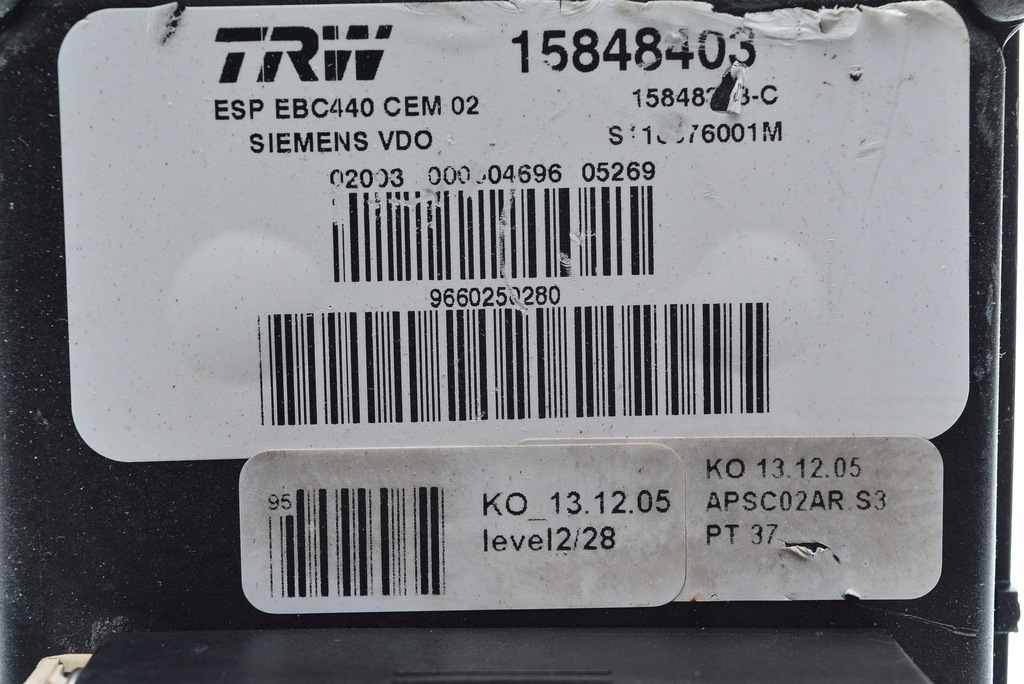 TRW 15848403
ESP EBC440 CEM 02
SIEMENS VDO
05269
KO_13.12.05
level2/28
95
KO 13.12.05
APSC02AR.S3
PT 37